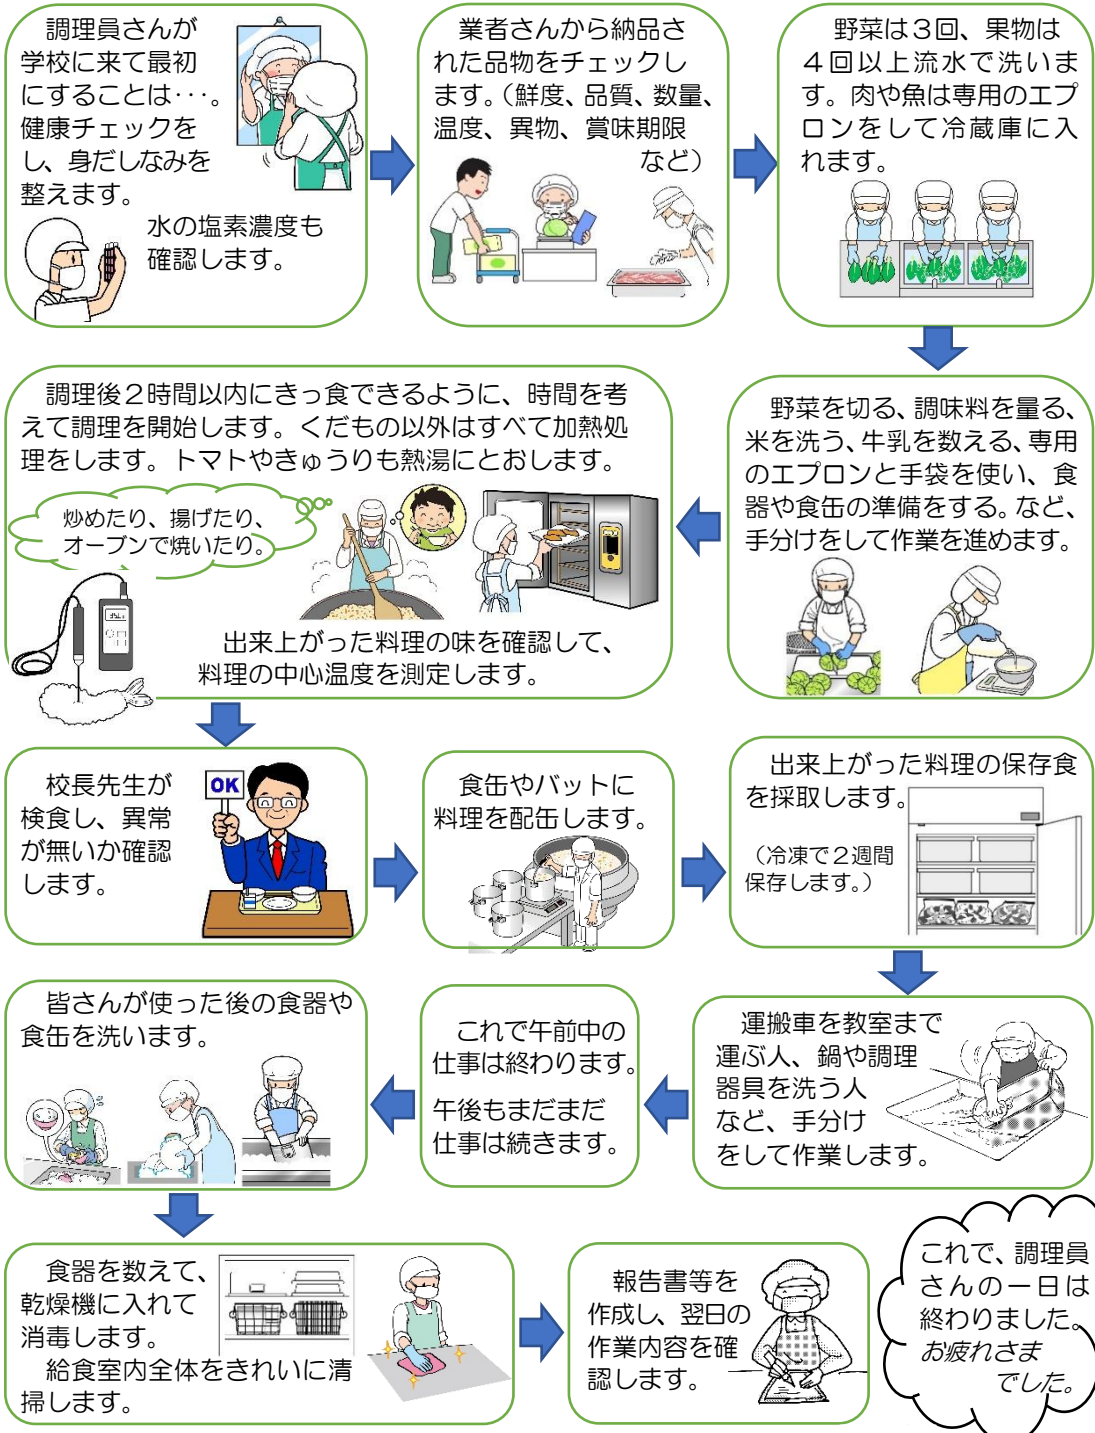 調理員さんが
学校に来て最初
にすることは・・・。
健康チェックを
し、身だしなみを
整えます。
水の塩素濃度も
確認します。
業者さんから納品さ
れた品物をチェックし
ます。（鮮度、品質、数量、
温度、異物、賞味期限
など）
野菜は３回、果物は
４回以上流水で洗いま
す。肉や魚は専用のエプ
ロンをして冷蔵庫に入
れます。
野菜を切る、調味料を量る、
米を洗う、牛乳を数える、専用
のエプロンと手袋を使い、食
器や食缶の準備をする。など、
手分けをして作業を進めます。
調理後２時間以内にきっ食できるように、時間を考
えて調理を開始します。くだもの以外はすべて加熱処
理をします。トマトやきゅうりも熱湯にとおします。
炒めたり、揚げたり、
オーブンで焼いたり。
出来上がった料理の味を確認して、
料理の中心温度を測定します。
校長先生が
検食し、異常
が無いか確認
します。
OK
食缶やバットに
料理を配缶します。
出来上がった料理の保存食
を採取します。
（冷凍で２週間
保存します。）
運搬車を教室まで
運ぶ人、鍋や調理
器具を洗う人
など、手分け
をして作業します。
これで午前中の
仕事は終わります。
午後もまだまだ
仕事は続きます。
皆さんが使った後の食器や
食缶を洗います。
食器を数えて、
乾燥機に入れて
消毒します。
給食室内全体をきれいに清
掃します。
報告書等を
作成し、翌日の
作業内容を確
認します。
これで、調理員
さんの一日は
終わりました。
お疲れさま
でした。